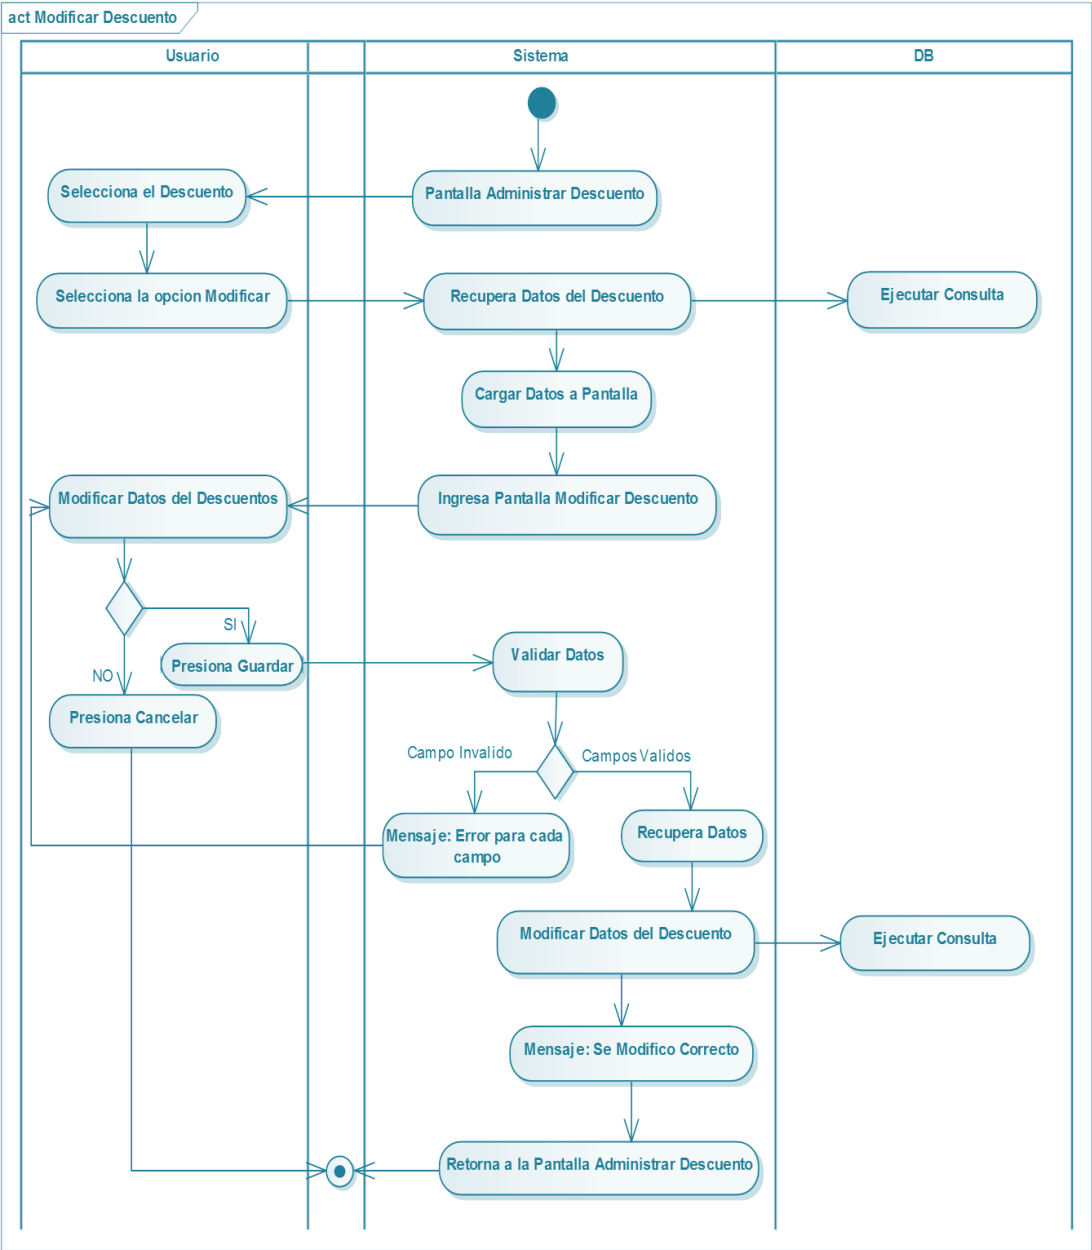 act Modificar Descuento
Usuario
Sistema
DB
Selecciona el Descuento
Pantalla Administrar Descuento
Selecciona la opcion Modificar
Recupera Datos del Descuento
Ejecutar Consulta
Cargar Datos a Pantalla
Modificar Datos del Descuentos
Ingresa Pantalla Modificar Descuento
SI
Presiona Guardar
Validar Datos
NO
Presiona Cancelar
Campo Invalido
Campos Validos
Mensaje: Error para cada
campo
Recupera Datos
Modificar Datos del Descuento
Ejecutar Consulta
Mensaje: Se Modifico Correcto
Retorna a la Pantalla Administrar Descuento